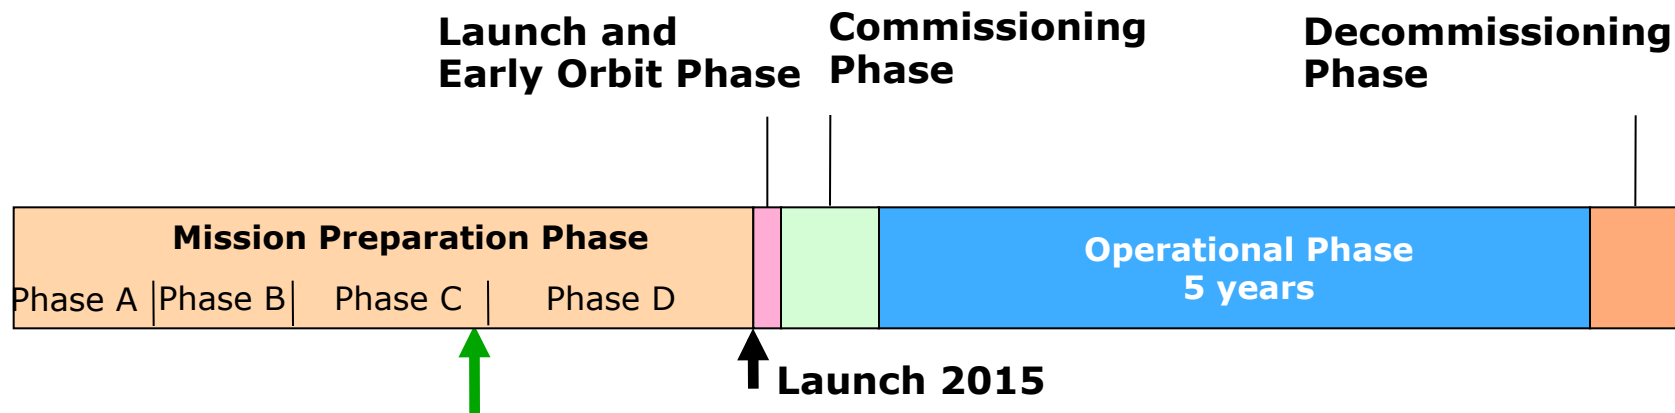 Launch and
Early Orbit Phase
Commissioning
Phase
Decommissioning
Phase
Mission Preparation Phase
Phase A
Phase B
Phase C
Phase D
Operational Phase
5 years
Launch 2015